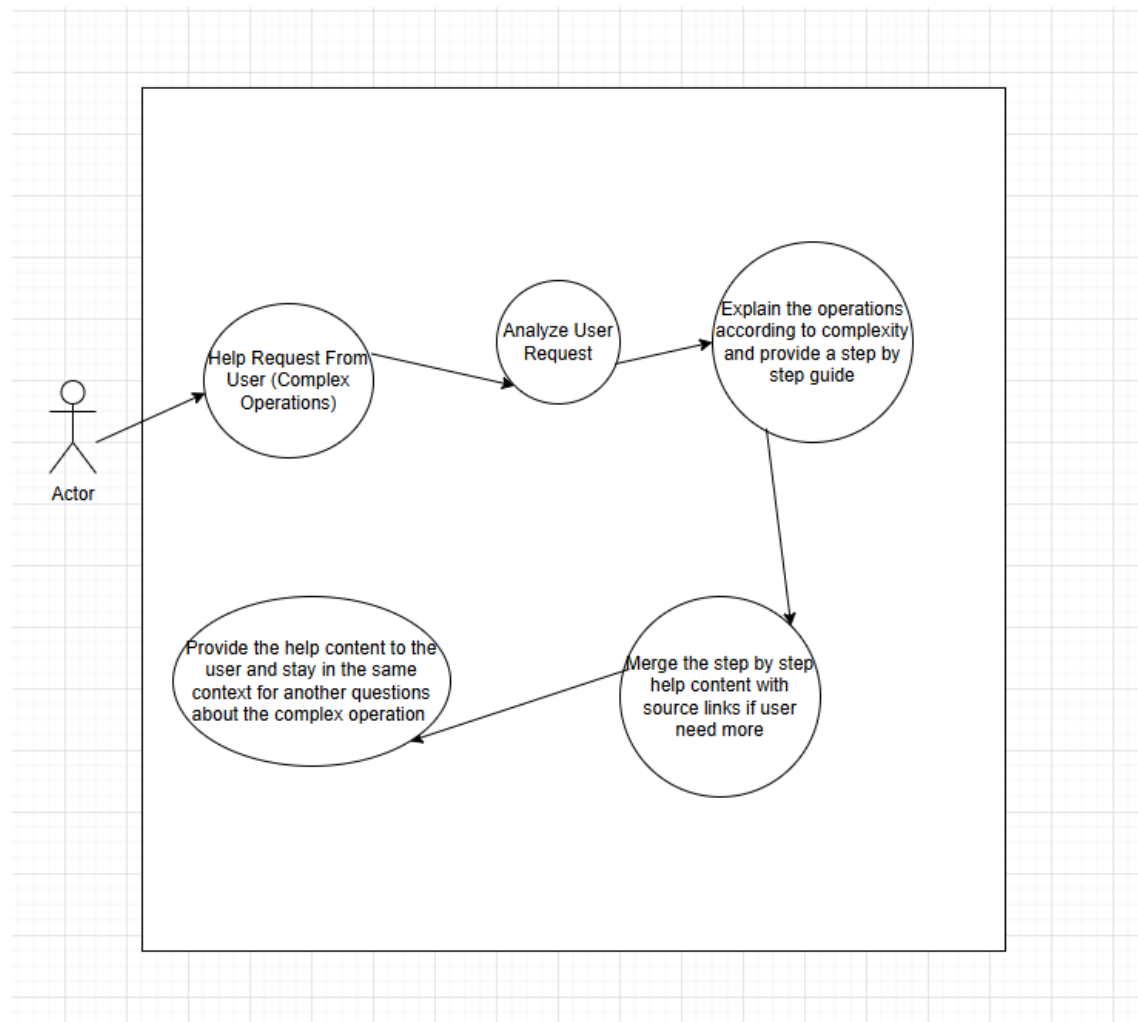 Actor
Help Request From
User (Complex
Operations)
Analyze User
Request
Explain the operations
according to complexity
and provide a step by
step guide
Merge the step by step
help content with
source links if user
need more
Provide the help content to the
user and stay in the same
context for another questions
about the complex operation